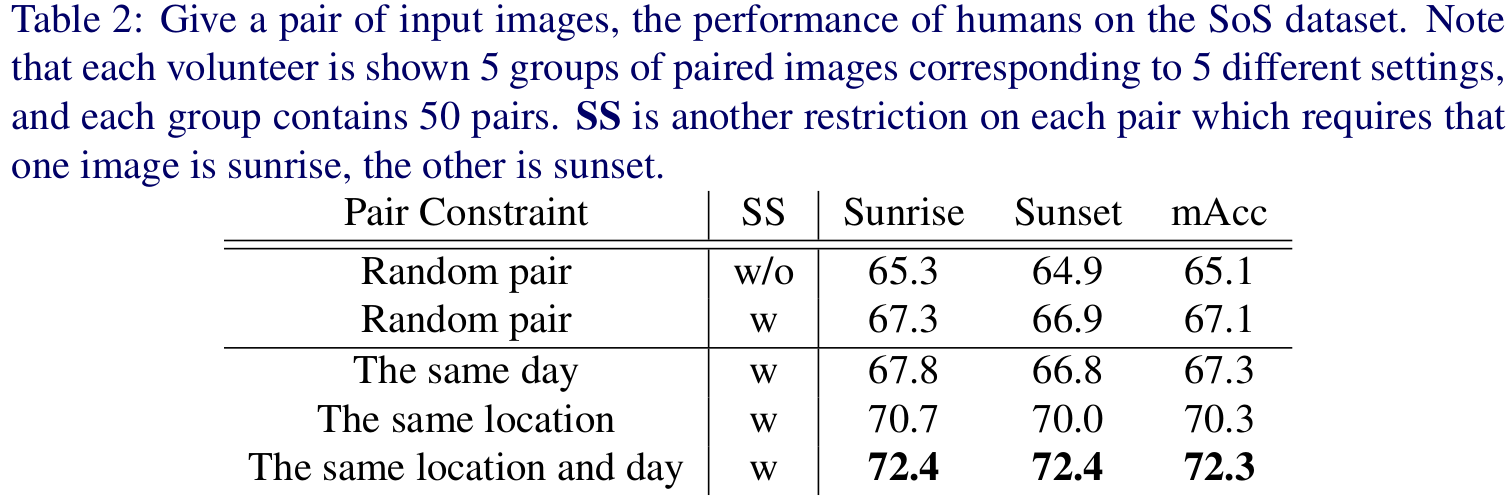 Table 2: Give a pair of input images, the performance of humans on the SoS dataset. Note
that each volunteer is shown 5 groups of paired images corresponding to 5 different settings,
and each group contains 50 pairs. SS is another restriction on each pair which requires that
one image is sunrise, the other is sunset.
Pair Constraint SS Sunrise Sunset mAcc
Random pair w/o 65.3 64.9 65.1
Random pair w 67.3 66.9 67.1
The same day w 67.8 66.8 67.3
The same location w 70.7 70.0 70.3
The same location and day w 72.4 72.4 72.3